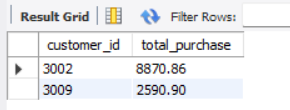 Result Grid Filter Rows:
customer_id total_purchase
3002 8870.86
3009 2590.90